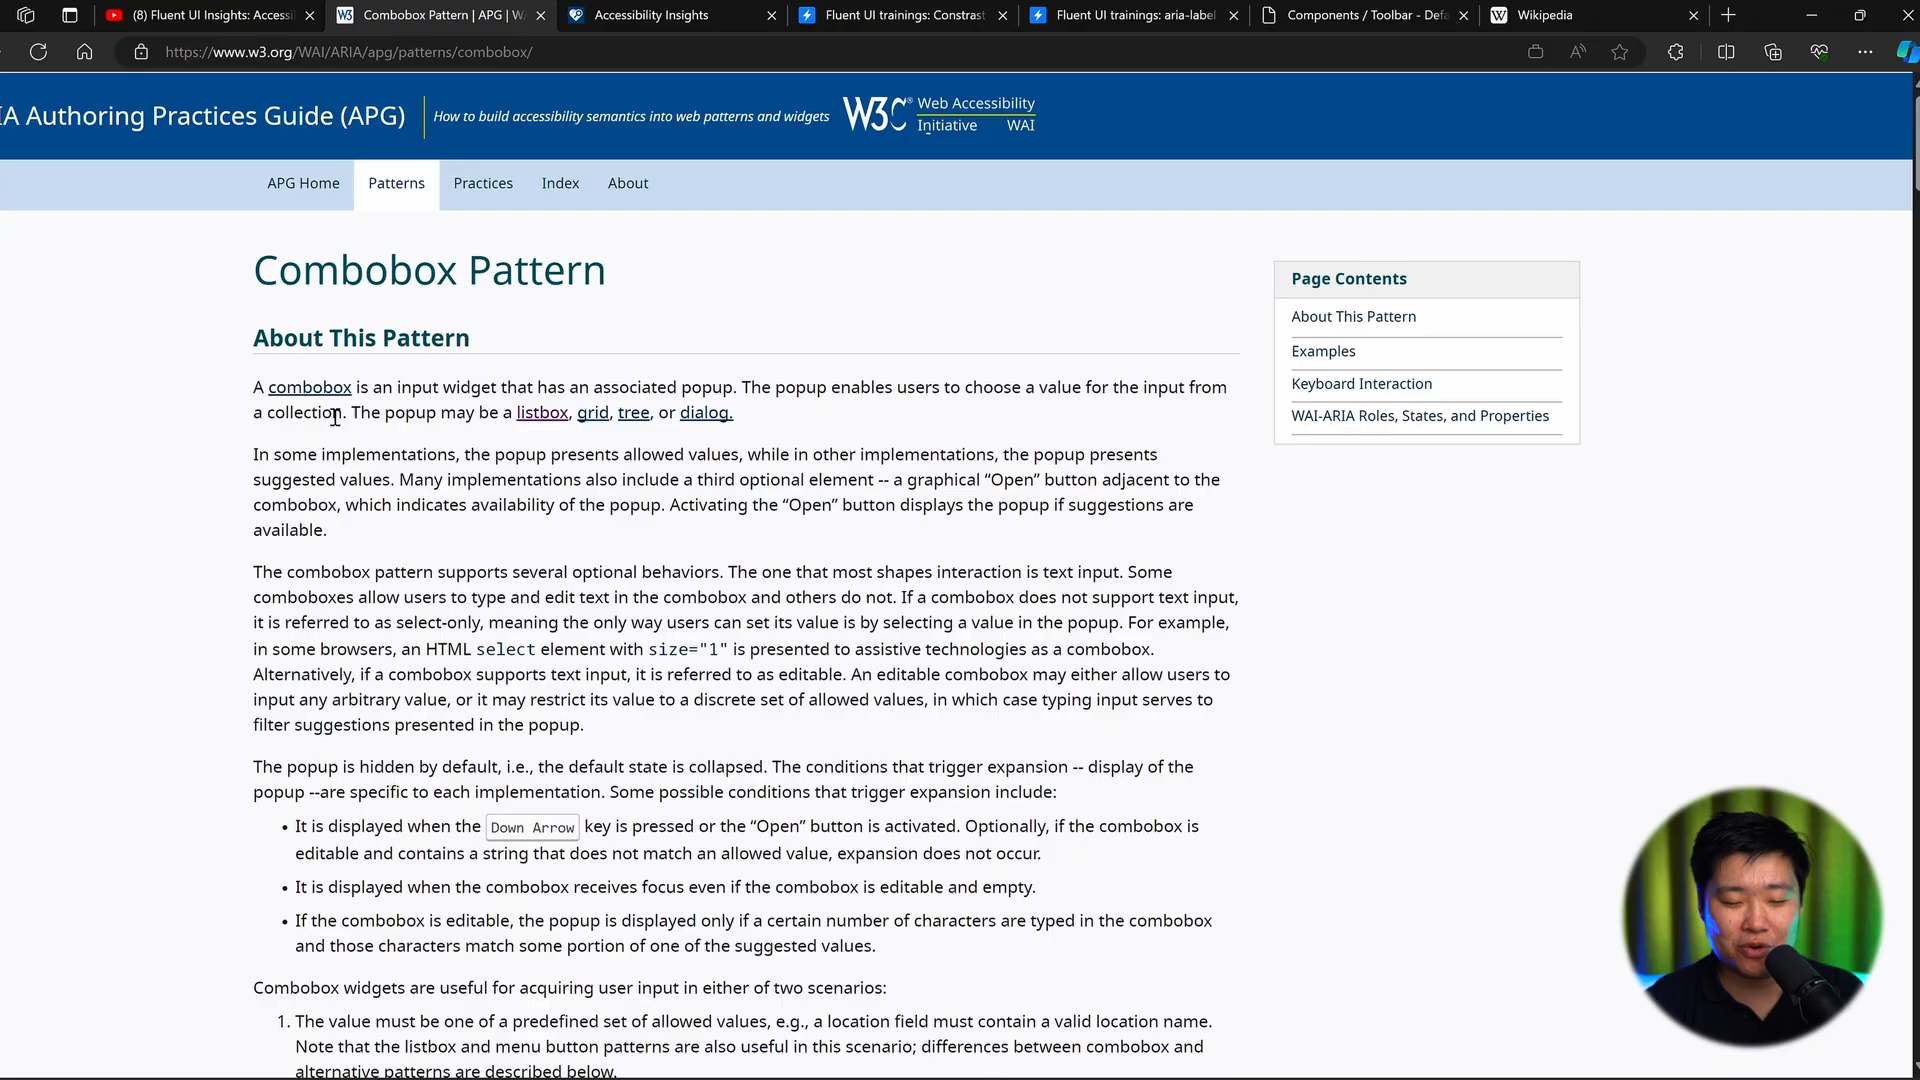 (8) Fluent UI Insights: Accessi
Combobox Pattern | APG | W
Accessibility Insights
Fluent UI trainings: Constrast
Fluent UI trainings: aria-label
Components / Toolbar - Defa
Wikipedia
https://www.w3.org/WAI/ARIA/apg/patterns/combobox/
IA Authoring Practices Guide (APG)
How to build accessibility semantics into web patterns and widgets
W3C® Web Accessibility
Initiative WAI
APG Home
Patterns
Practices
Index
About
Combobox Pattern
About This Pattern
A combobox is an input widget that has an associated popup. The popup enables users to choose a value for the input from
a collection. The popup may be a listbox, grid, tree, or dialog.
In some implementations, the popup presents allowed values, while in other implementations, the popup presents
suggested values. Many implementations also include a third optional element -- a graphical “Open” button adjacent to the
combobox, which indicates availability of the popup. Activating the “Open” button displays the popup if suggestions are
available.
The combobox pattern supports several optional behaviors. The one that most shapes interaction is text input. Some
comboboxes allow users to type and edit text in the combobox and others do not. If a combobox does not support text input,
it is referred to as select-only, meaning the only way users can set its value is by selecting a value in the popup. For example,
in some browsers, an HTML select element with size="1" is presented to assistive technologies as a combobox.
Alternatively, if a combobox supports text input, it is referred to as editable. An editable combobox may either allow users to
input any arbitrary value, or it may restrict its value to a discrete set of allowed values, in which case typing input serves to
filter suggestions presented in the popup.
The popup is hidden by default, i.e., the default state is collapsed. The conditions that trigger expansion -- display of the
popup --are specific to each implementation. Some possible conditions that trigger expansion include:
• It is displayed when the Down Arrow key is pressed or the “Open” button is activated. Optionally, if the combobox is
editable and contains a string that does not match an allowed value, expansion does not occur.
• It is displayed when the combobox receives focus even if the combobox is editable and empty.
• If the combobox is editable, the popup is displayed only if a certain number of characters are typed in the combobox
and those characters match some portion of one of the suggested values.
Combobox widgets are useful for acquiring user input in either of two scenarios:
1. The value must be one of a predefined set of allowed values, e.g., a location field must contain a valid location name.
Note that the listbox and menu button patterns are also useful in this scenario; differences between combobox and
alternative patterns are described below.
Page Contents
About This Pattern
Examples
Keyboard Interaction
WAI-ARIA Roles, States, and Properties